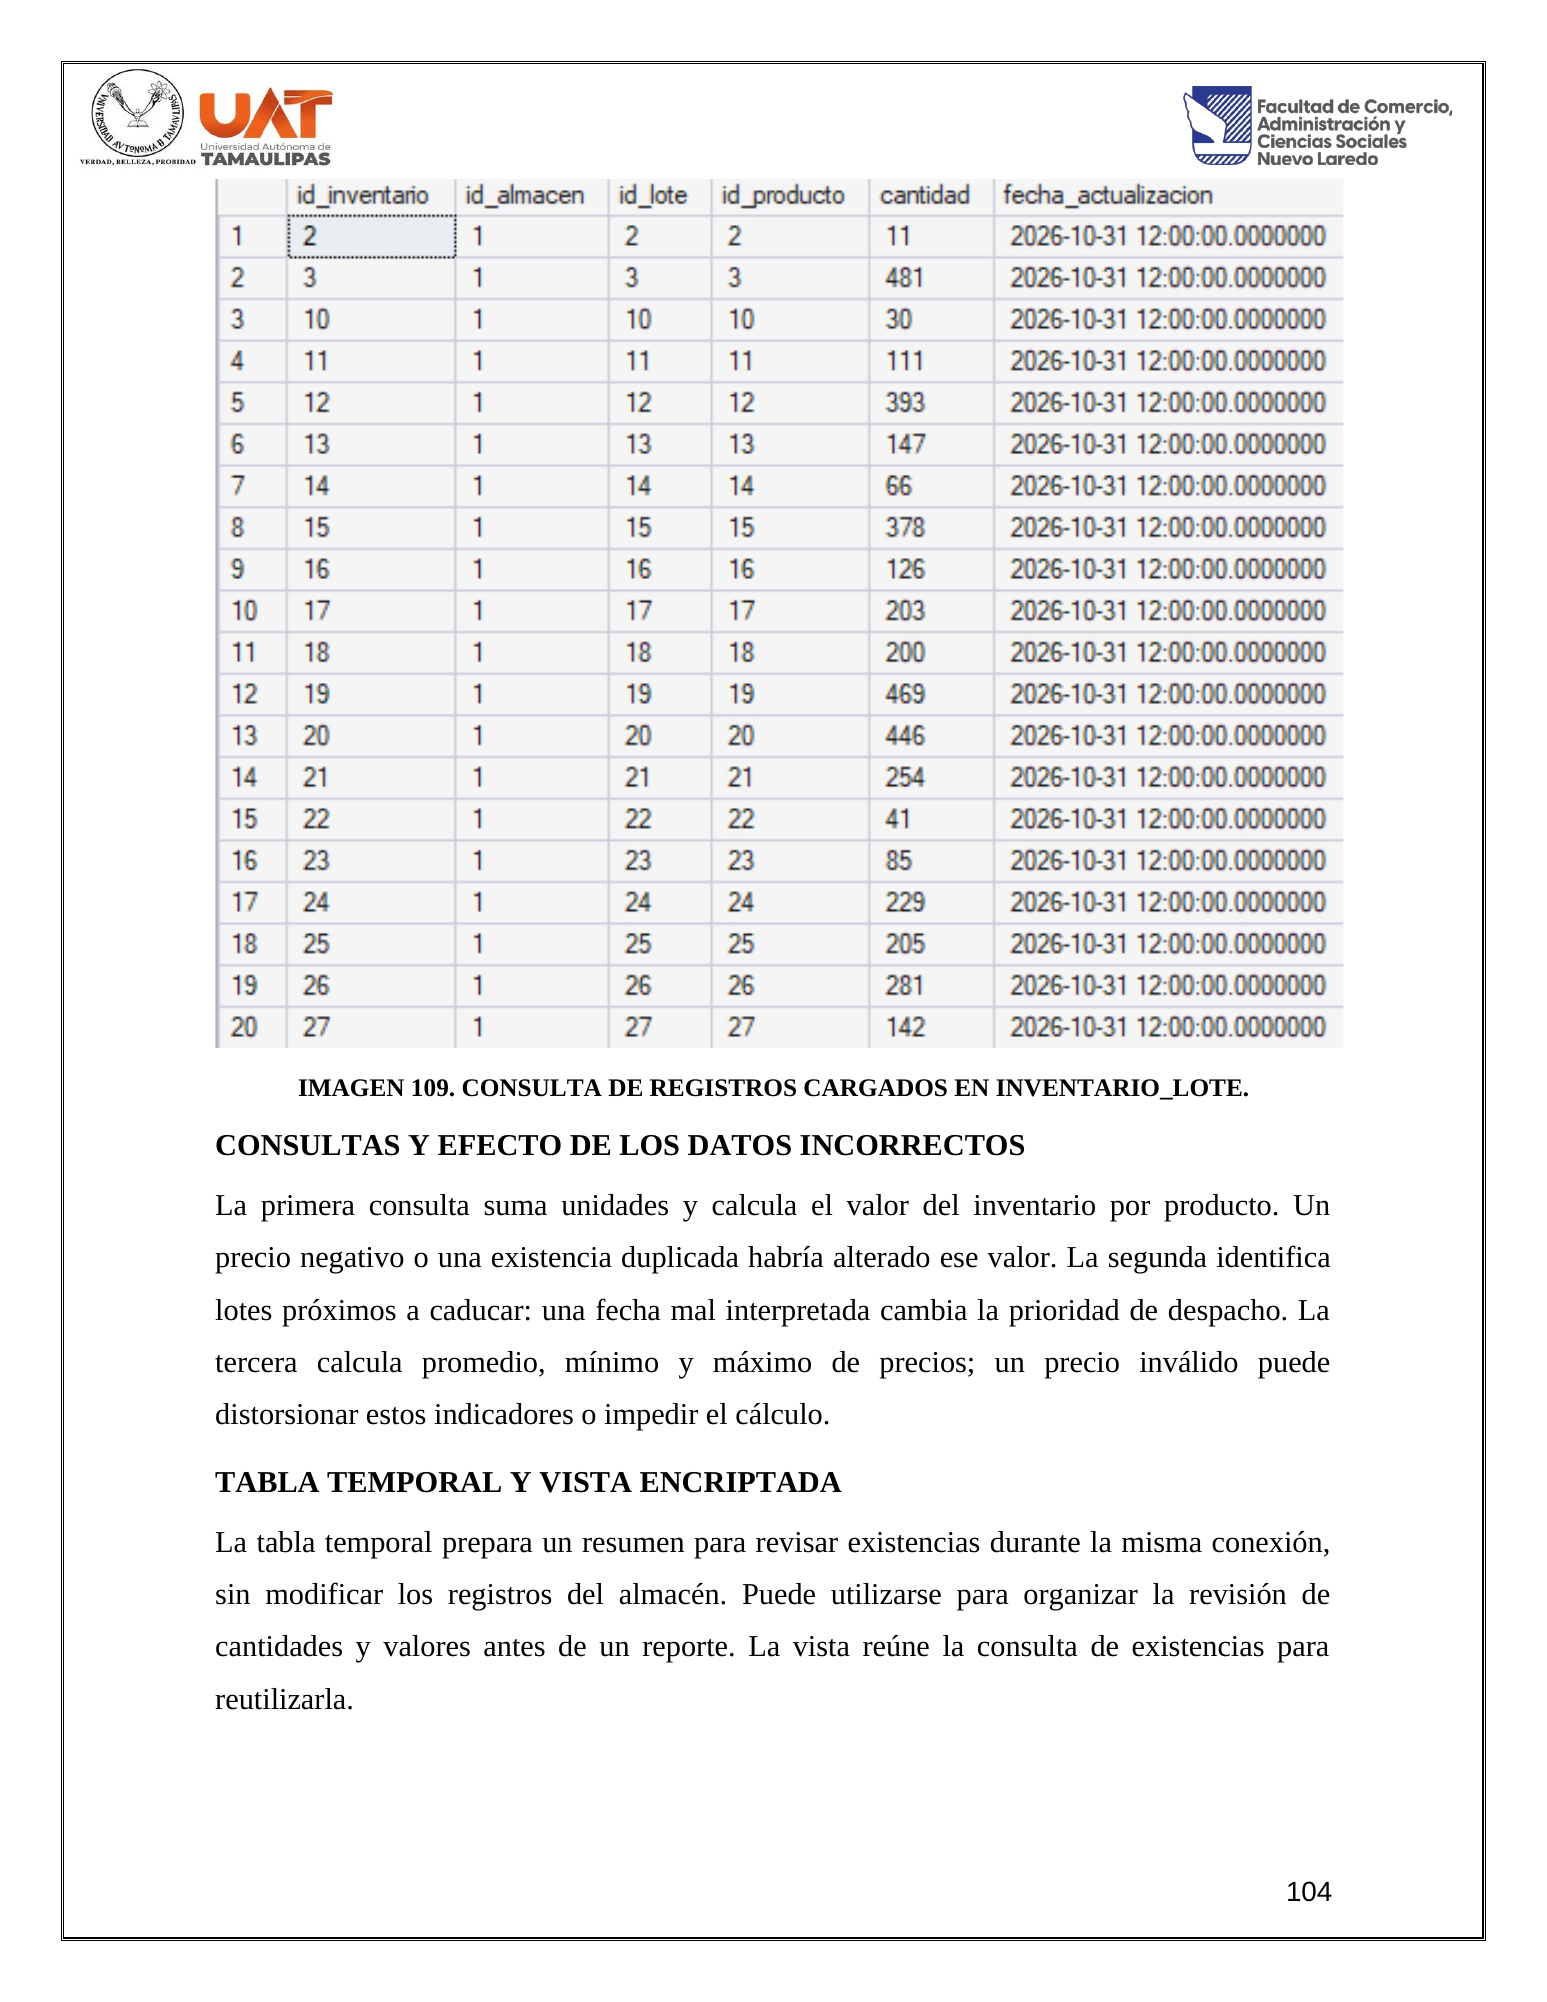 UNIVERSIDAD AUTONOMA DE TAMAULIPAS
VERDAD, BELLEZA, PROBIDAD
UAT
Universidad Autónoma de
TAMAULIPAS
Facultad de Comercio,
Administración y
Ciencias Sociales
Nuevo Laredo
id_inventario id_almacen id_lote id_producto cantidad fecha_actualizacion
1 2 1 2 2 11 2026-10-31 12:00:00.0000000
2 3 1 3 3 481 2026-10-31 12:00:00.0000000
3 10 1 10 10 30 2026-10-31 12:00:00.0000000
4 11 1 11 11 111 2026-10-31 12:00:00.0000000
5 12 1 12 12 393 2026-10-31 12:00:00.0000000
6 13 1 13 13 147 2026-10-31 12:00:00.0000000
7 14 1 14 14 66 2026-10-31 12:00:00.0000000
8 15 1 15 15 378 2026-10-31 12:00:00.0000000
9 16 1 16 16 126 2026-10-31 12:00:00.0000000
10 17 1 17 17 203 2026-10-31 12:00:00.0000000
11 18 1 18 18 200 2026-10-31 12:00:00.0000000
12 19 1 19 19 469 2026-10-31 12:00:00.0000000
13 20 1 20 20 446 2026-10-31 12:00:00.0000000
14 21 1 21 21 254 2026-10-31 12:00:00.0000000
15 22 1 22 22 41 2026-10-31 12:00:00.0000000
16 23 1 23 23 85 2026-10-31 12:00:00.0000000
17 24 1 24 24 229 2026-10-31 12:00:00.0000000
18 25 1 25 25 205 2026-10-31 12:00:00.0000000
19 26 1 26 26 281 2026-10-31 12:00:00.0000000
20 27 1 27 27 142 2026-10-31 12:00:00.0000000
IMAGEN 109. CONSULTA DE REGISTROS CARGADOS EN INVENTARIO_LOTE.
CONSULTAS Y EFECTO DE LOS DATOS INCORRECTOS
La primera consulta suma unidades y calcula el valor del inventario por producto. Un
precio negativo o una existencia duplicada habría alterado ese valor. La segunda identifica
lotes próximos a caducar: una fecha mal interpretada cambia la prioridad de despacho. La
tercera calcula promedio, mínimo y máximo de precios; un precio inválido puede
distorsionar estos indicadores o impedir el cálculo.
TABLA TEMPORAL Y VISTA ENCRIPTADA
La tabla temporal prepara un resumen para revisar existencias durante la misma conexión,
sin modificar los registros del almacén. Puede utilizarse para organizar la revisión de
cantidades y valores antes de un reporte. La vista reúne la consulta de existencias para
reutilizarla.
104